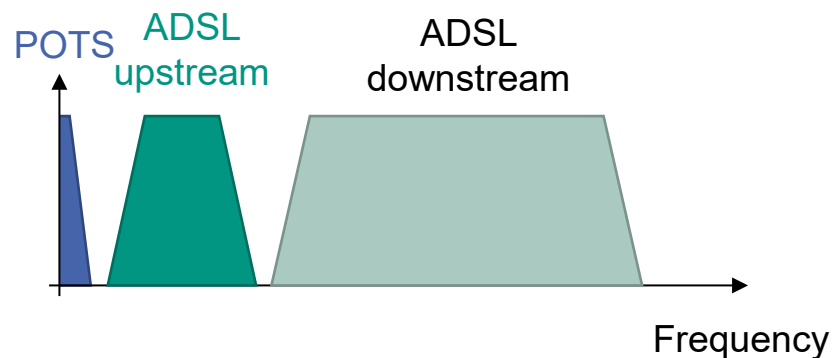 POTS
ADSL
upstream
ADSL
downstream
Frequency